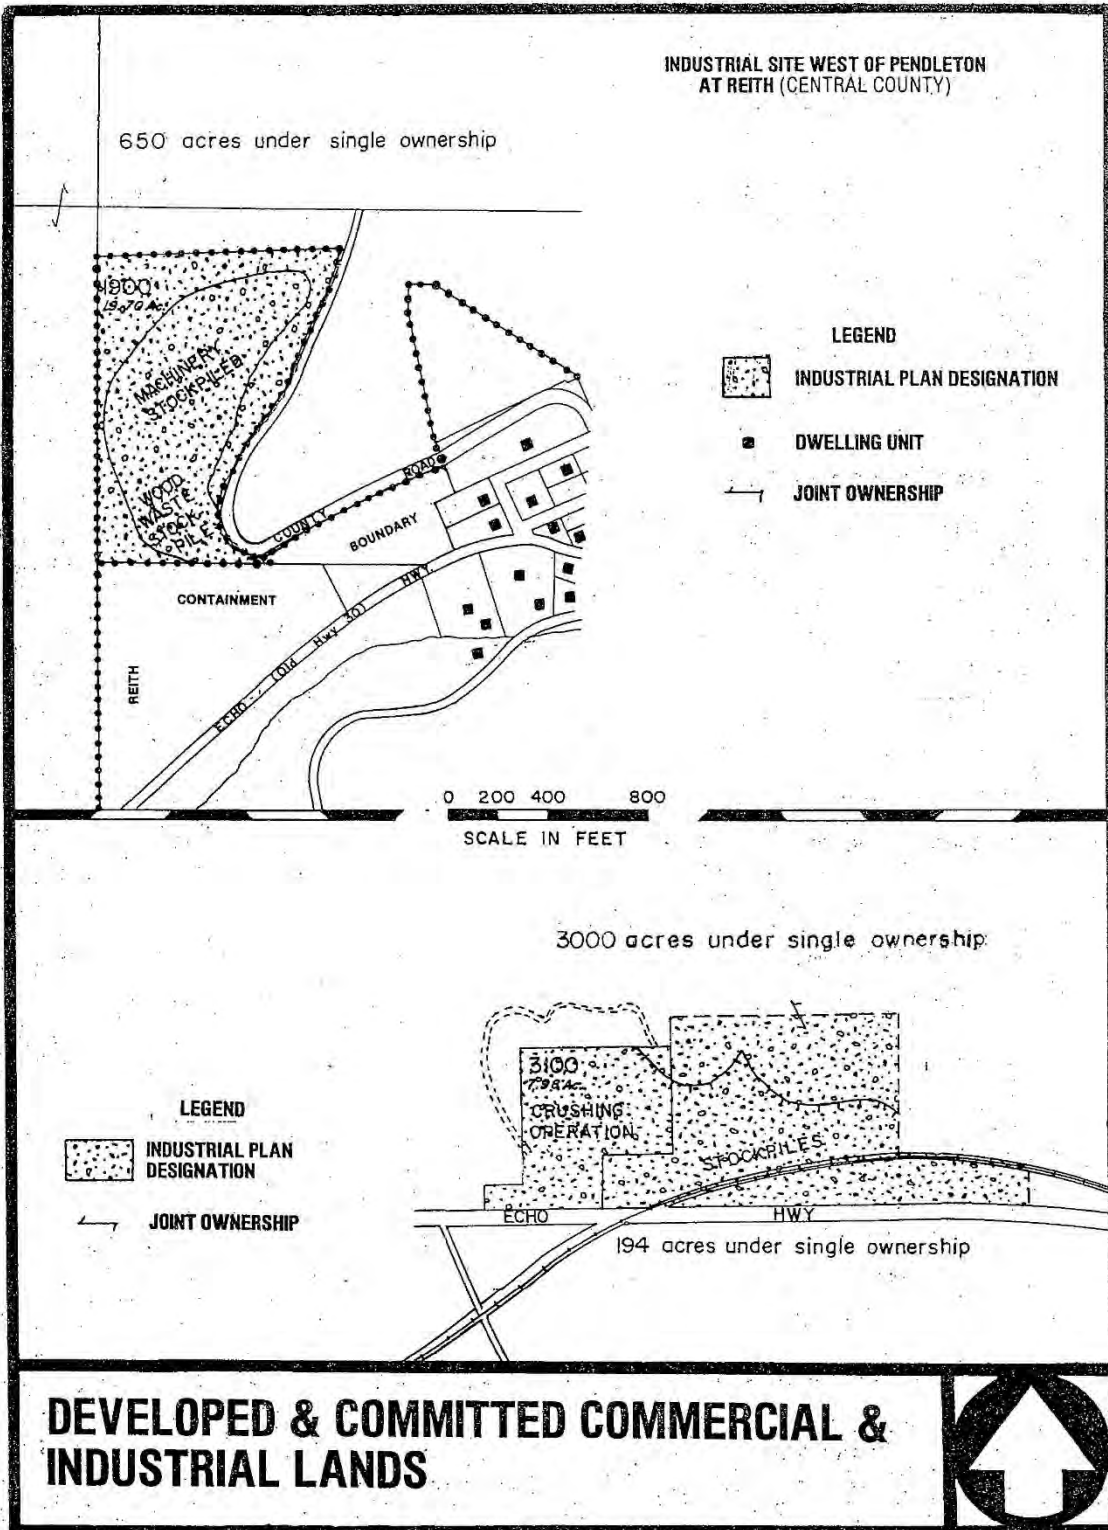 INDUSTRIAL SITE WEST OF PENDLETON
AT REITH (CENTRAL COUNTY)
650 acres under single ownership
1900
19.70 Ac.
MACHINERY
STOCKPILED
WOOD
WASTE
STOCK-
PILE
COUNTY ROAD
BOUNDARY
CONTAINMENT
REITH
ECHO (Old Hwy 30) HWY.
LEGEND
INDUSTRIAL PLAN DESIGNATION
DWELLING UNIT
JOINT OWNERSHIP
0 200 400 800
SCALE IN FEET
3000 acres under single ownership
3100
7.98 Ac.
CRUSHING
OPERATION
STOCKPILES
ECHO HWY
194 acres under single ownership
LEGEND
INDUSTRIAL PLAN
DESIGNATION
JOINT OWNERSHIP
DEVELOPED & COMMITTED COMMERCIAL &
INDUSTRIAL LANDS